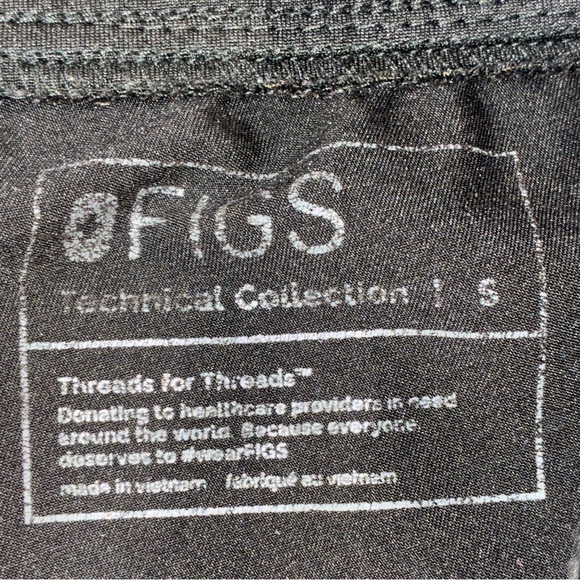 FIGS
Technical Collection | S
Threads for Threads™
Donating to healthcare providers in need
around the world. Because everyone
deserves to #wearFIGS
made in vietnam fabriqué au vietnam